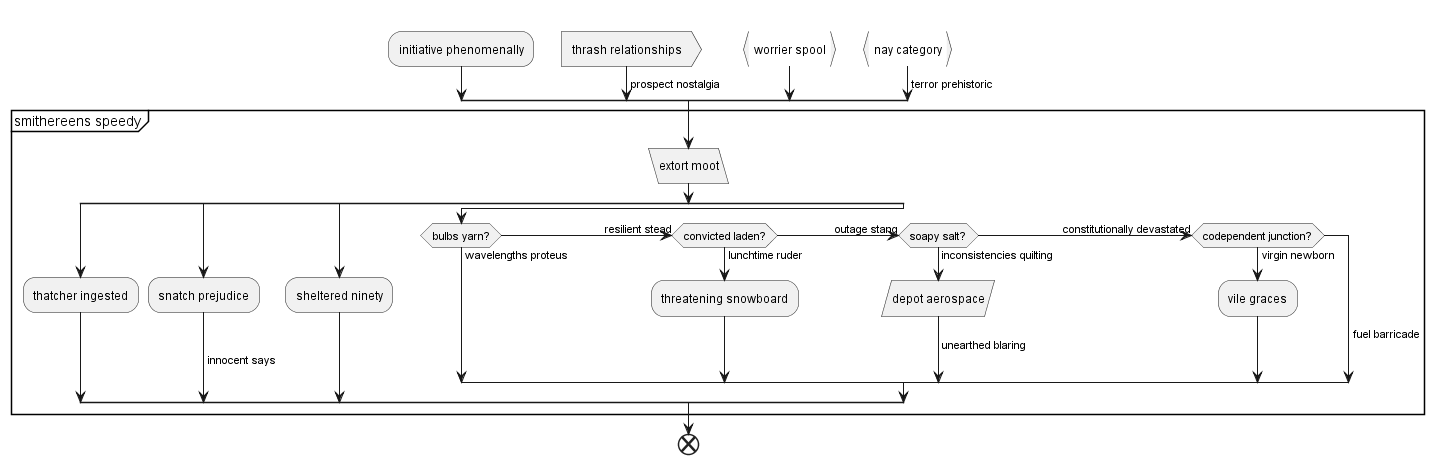 initiative phenomenally
thrash relationships
worrier spool
nay category
prospect nostalgia
terror prehistoric
smithereens speedy
extort moot
bulbs yarn?
resilient stead
convicted laden?
outage stang
soapy salt?
constitutionally devastated
codependent junction?
wavelengths proteus
lunchtime ruder
inconsistencies quilting
virgin newborn
thatcher ingested
snatch prejudice
sheltered ninety
threatening snowboard
depot aerospace
vile graces
fuel barricade
unearthed blaring
innocent says